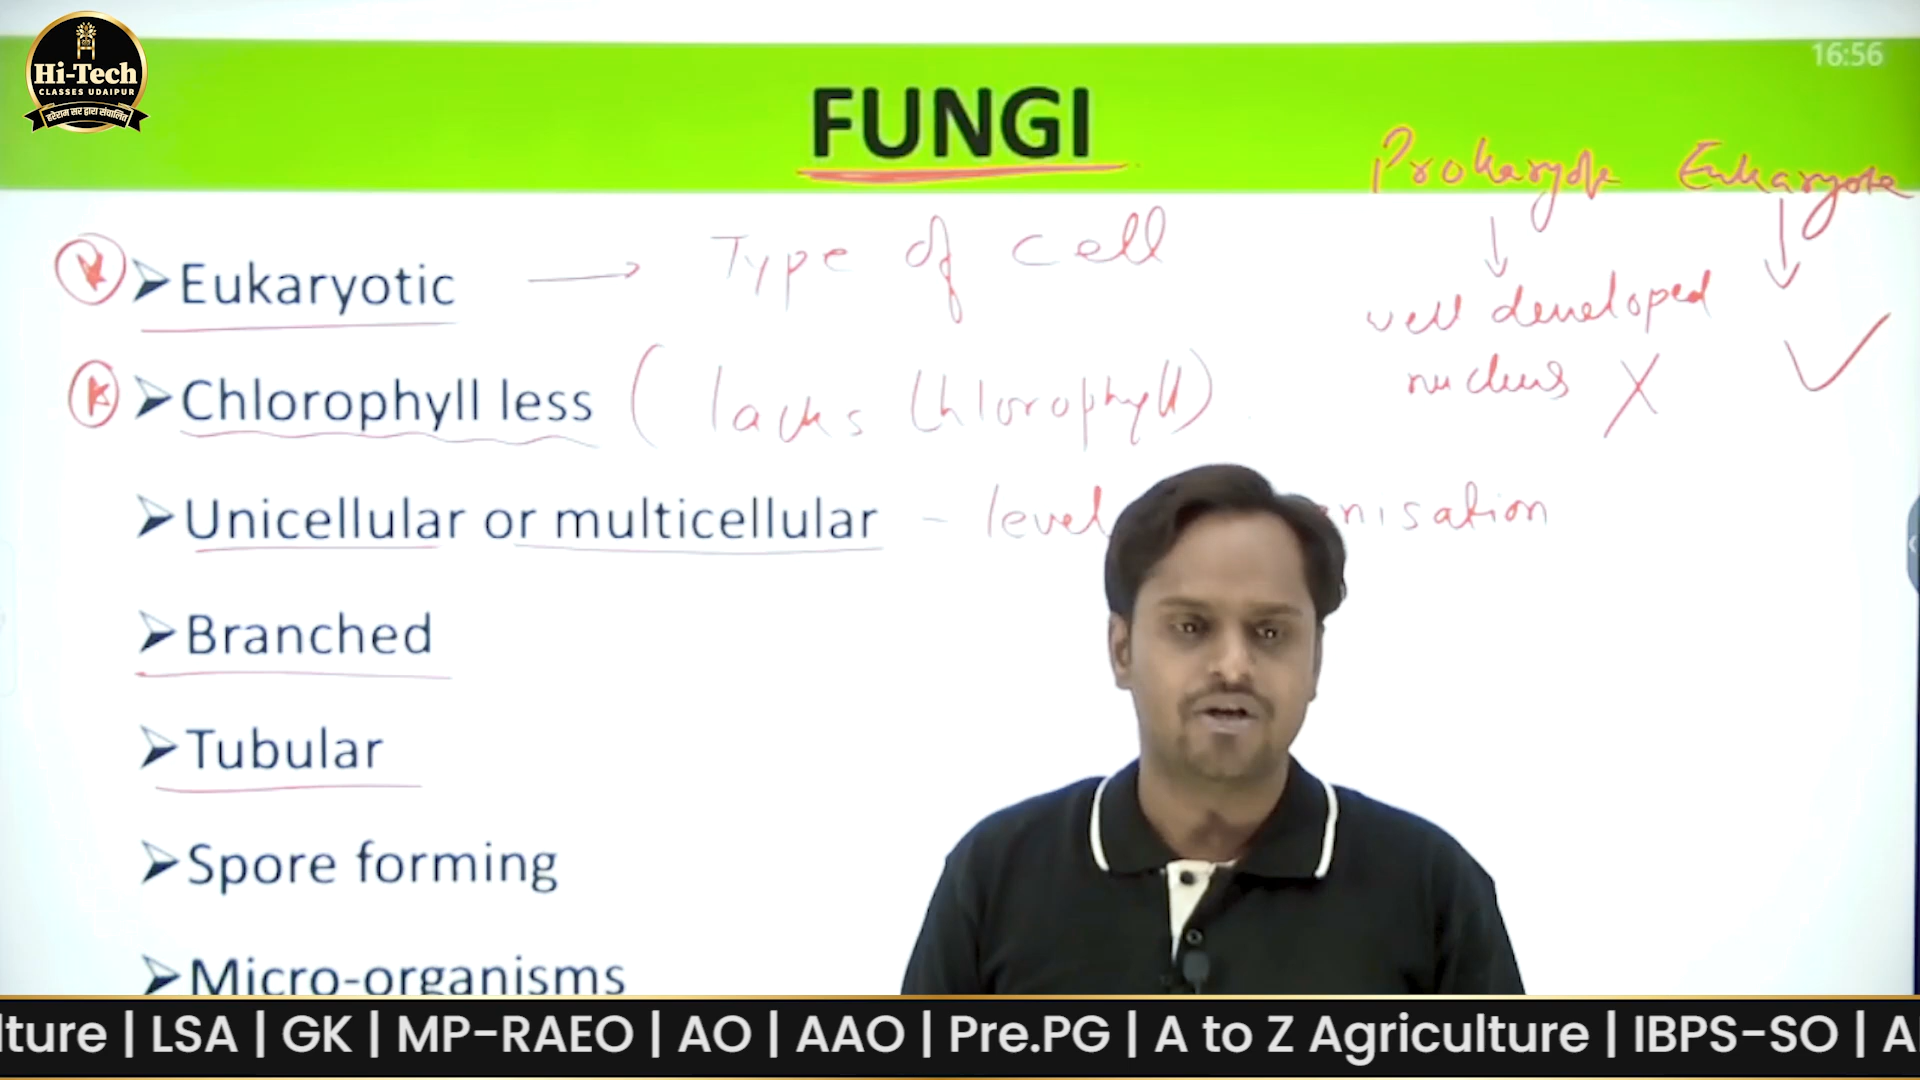 Hi-Tech
CLASSES UDAIPUR
हरेराम सर द्वारा संचालित
16:56
FUNGI
Prokaryote Eukaryote
➢Eukaryotic → Type of cell
well developed
nucleus X ✓
➢Chlorophyll less (lacks Chlorophyll)
➢Unicellular or multicellular - level nisation
➢Branched
➢Tubular
➢Spore forming
➢Micro-organisms
lture | LSA | GK | MP-RAEO | AO | AAO | Pre.PG | A to Z Agriculture | IBPS-SO | A